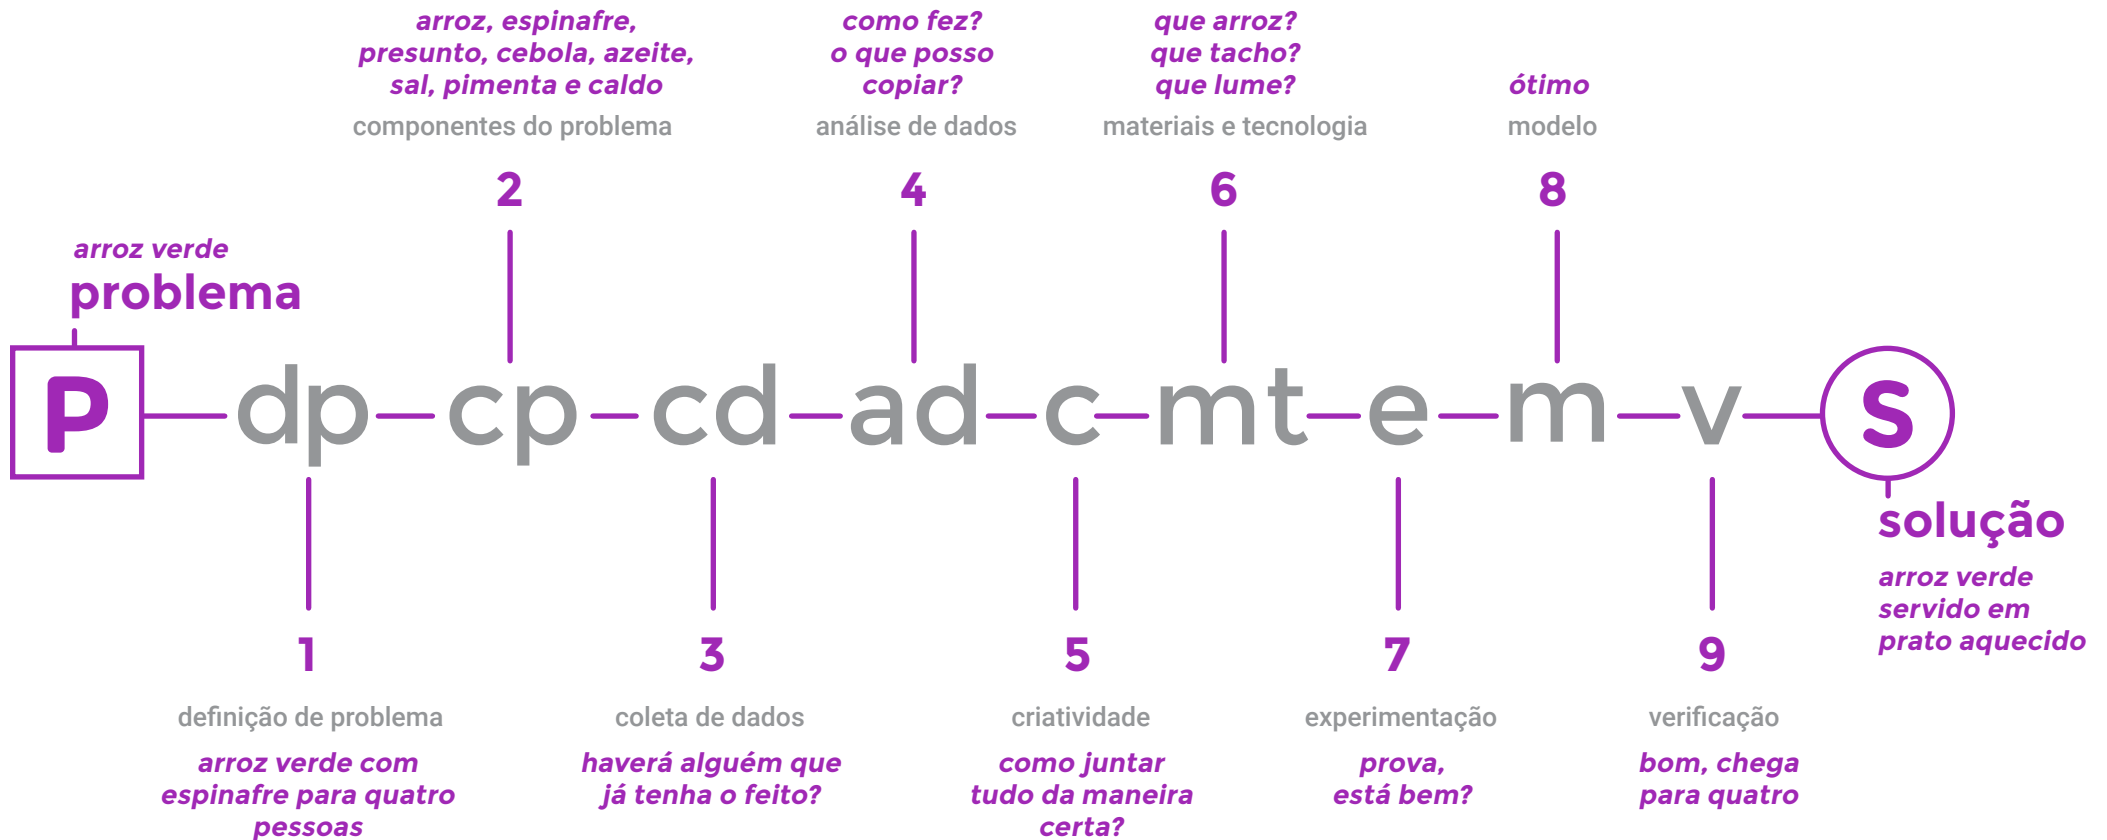 arroz, espinafre,
presunto, cebola, azeite,
sal, pimenta e caldo
componentes do problema
2
como fez?
o que posso
copiar?
análise de dados
4
que arroz?
que tacho?
que lume?
materiais e tecnologia
6
ótimo
modelo
8
arroz verde
problema
P dp cp cd ad c mt e m v S
solução
arroz verde
servido em
prato aquecido
1
definição de problema
arroz verde com
espinafre para quatro
pessoas
3
coleta de dados
haverá alguém que
já tenha o feito?
5
criatividade
como juntar
tudo da maneira
certa?
7
experimentação
prova,
está bem?
9
verificação
bom, chega
para quatro